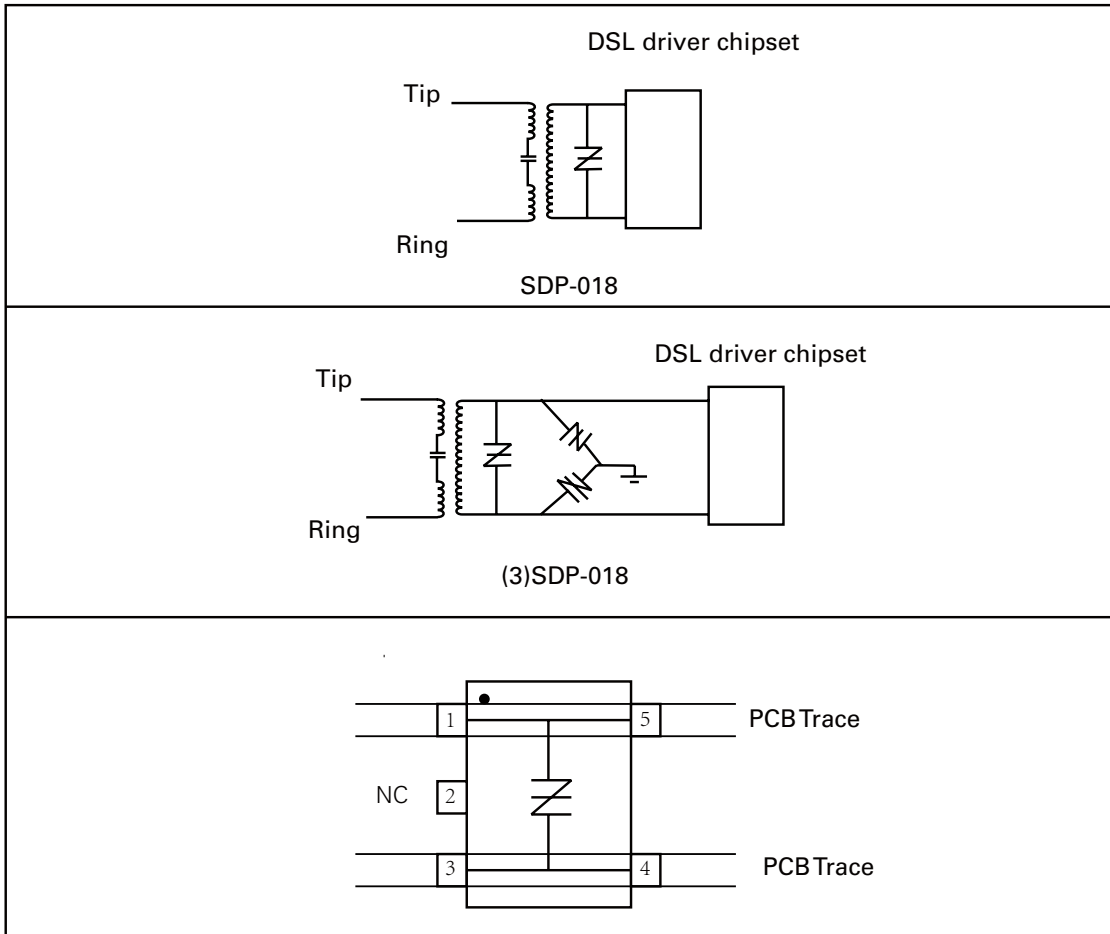 DSL driver chipset
Tip
Ring
SDP-018
DSL driver chipset
Tip
Ring
(3)SDP-018
1
5
PCB Trace
NC
2
3
4
PCB Trace